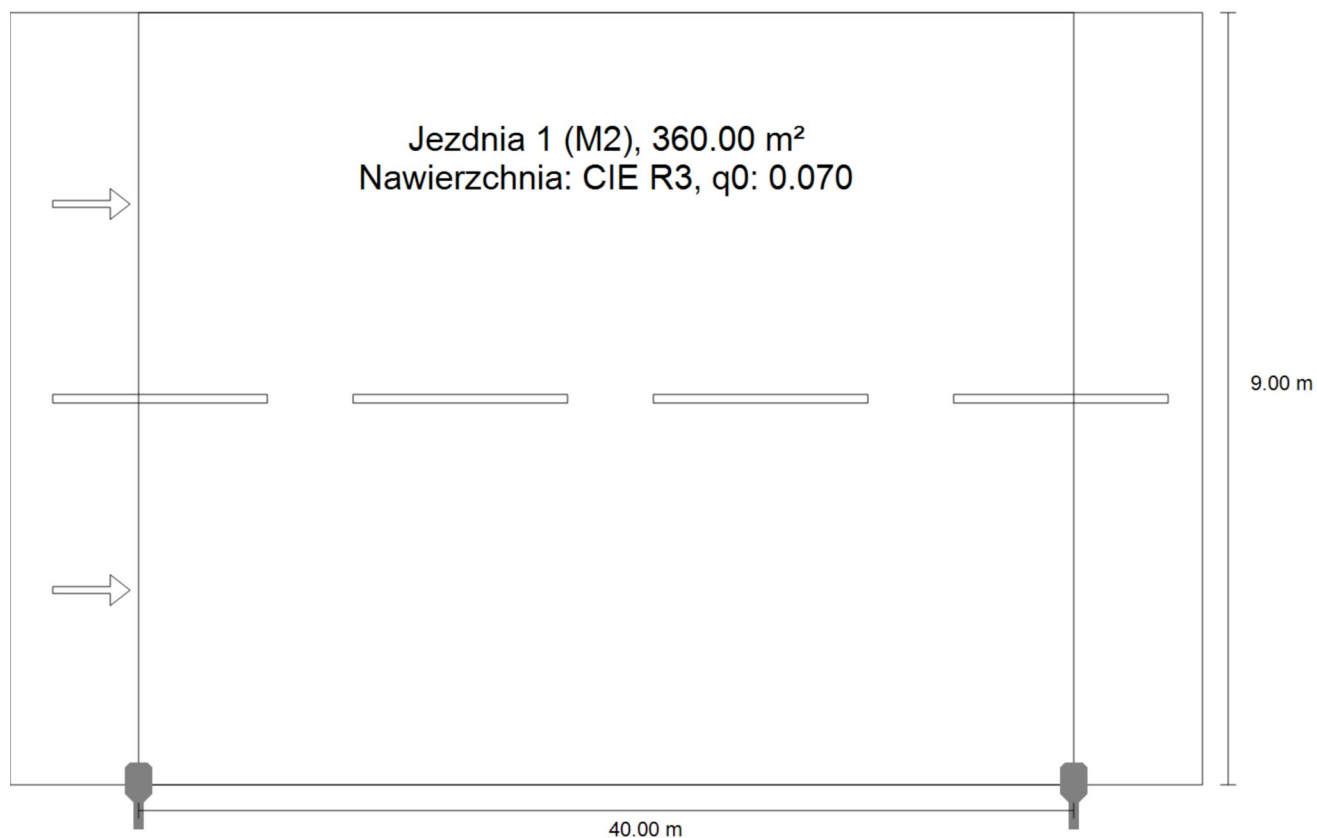 Jezdnia 1 (M2), 360.00 m²
Nawierzchnia: CIE R3, q0: 0.070
9.00 m
40.00 m